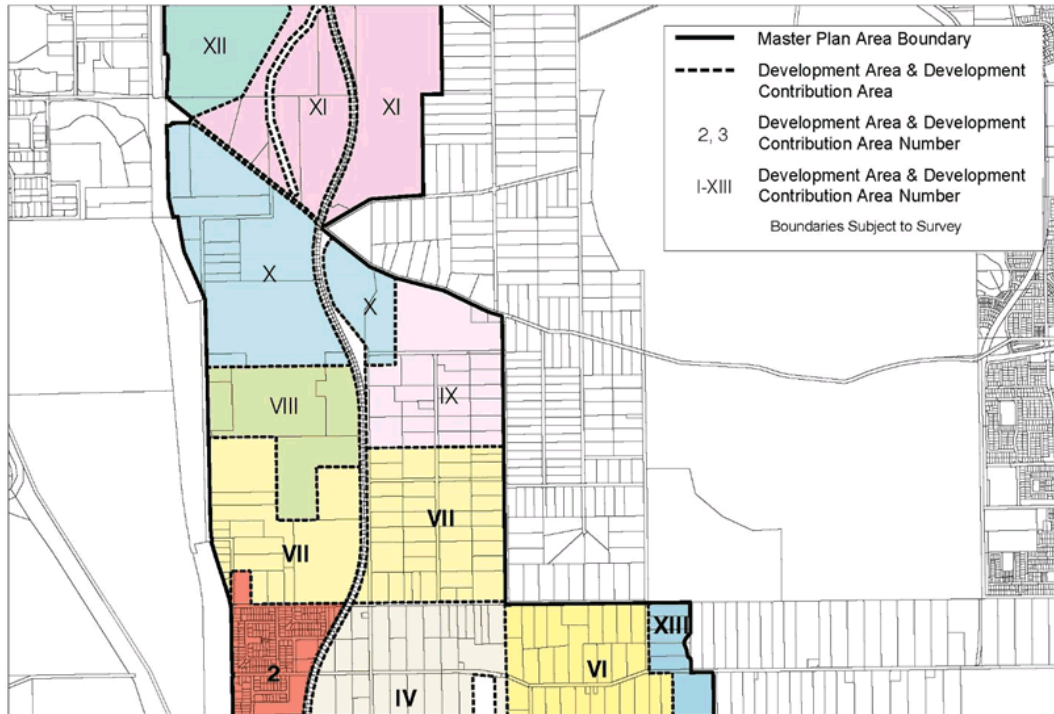 XII
XI
XI
Master Plan Area Boundary
Development Area & Development
Contribution Area
2, 3
Development Area & Development
Contribution Area Number
I-XIII
Development Area & Development
Contribution Area Number
Boundaries Subject to Survey
X
X
VIII
IX
VII
VII
XIII
2
VI
IV